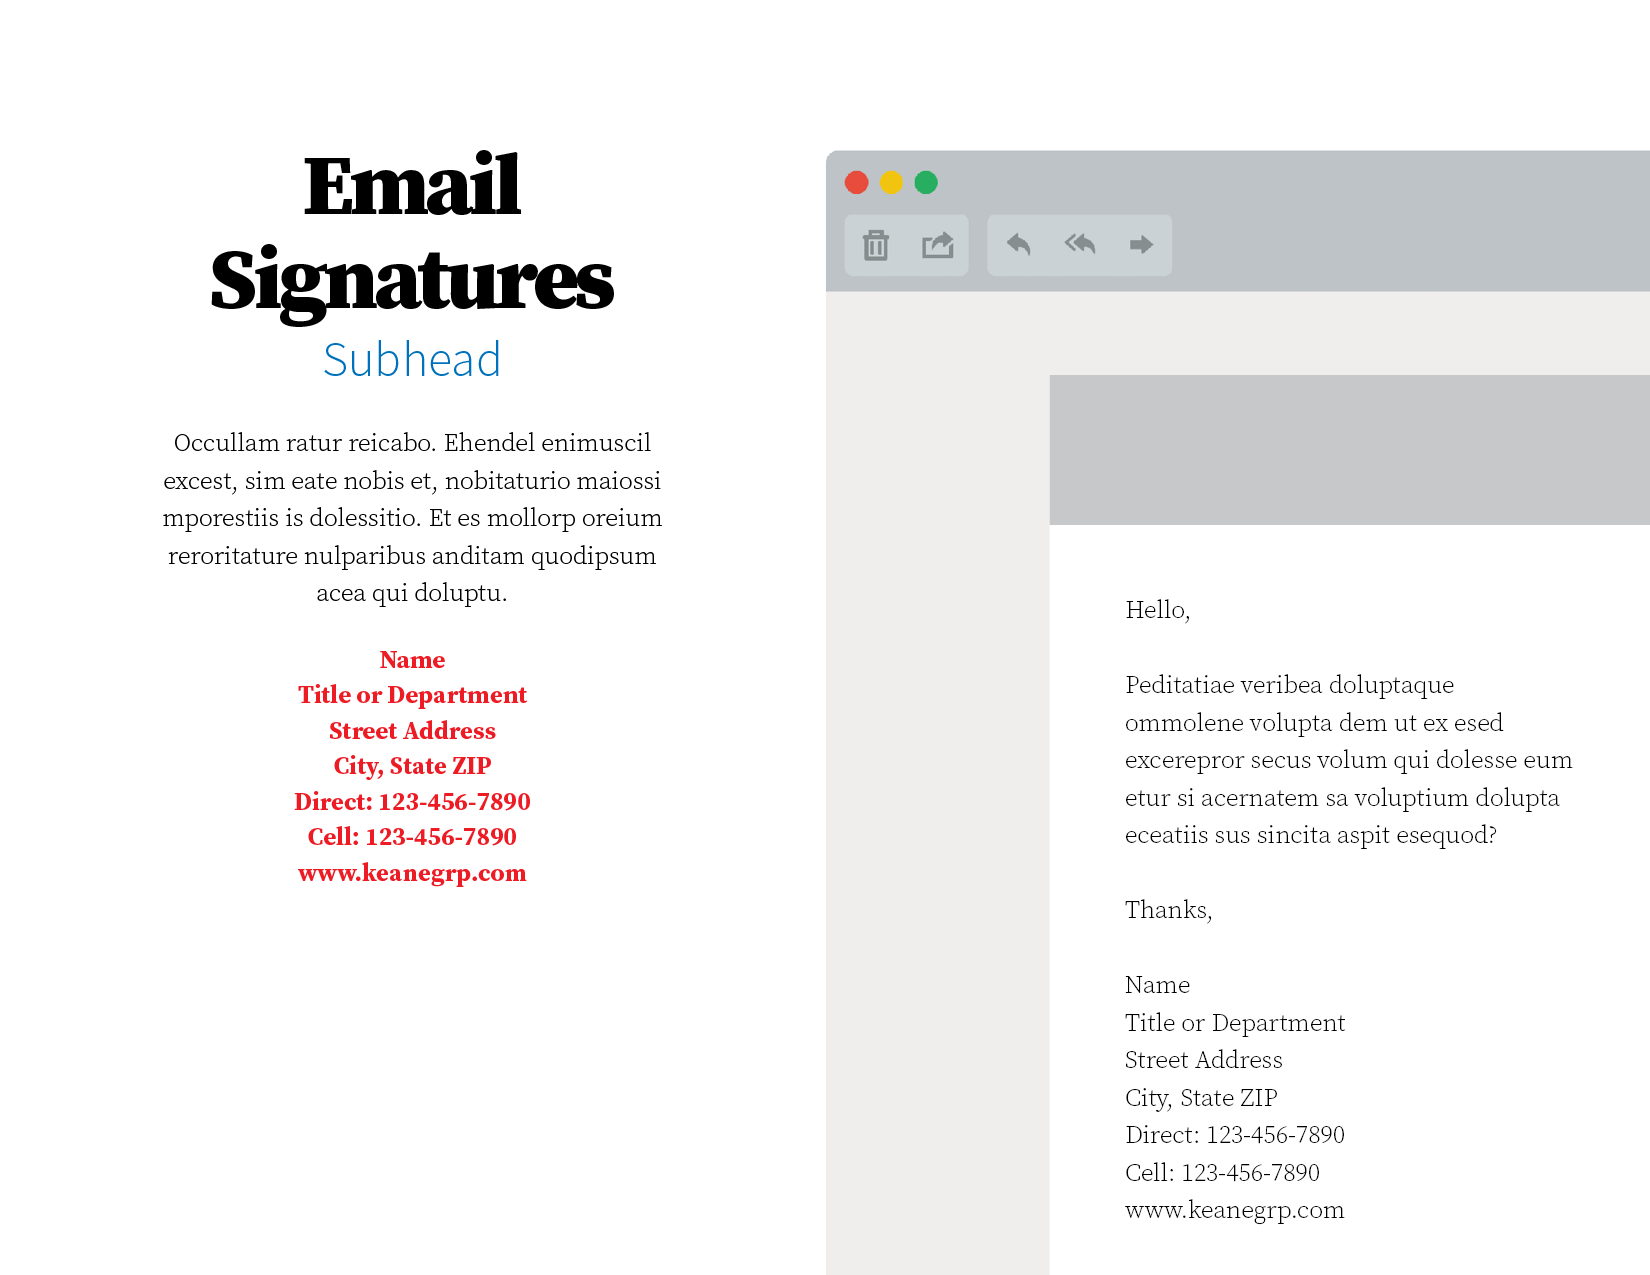 Email
Signatures
Subhead
Occullam ratur reicabo. Ehendel enimuscil
excest, sim eate nobis et, nobitaturio maiossi
mporestiis is dolessitio. Et es mollorp oreium
reroritature nulparibus anditam quodipsum
acea qui doluptu.
Name
Title or Department
Street Address
City, State ZIP
Direct: 123-456-7890
Cell: 123-456-7890
www.keanegrp.com
Hello,
Peditatiae veribea doluptaque
ommolene volupta dem ut ex esed
excerepror secus volum qui dolesse eum
etur si acernatem sa voluptium dolupta
eceatiis sus sincita aspit esequod?
Thanks,
Name
Title or Department
Street Address
City, State ZIP
Direct: 123-456-7890
Cell: 123-456-7890
www.keanegrp.com